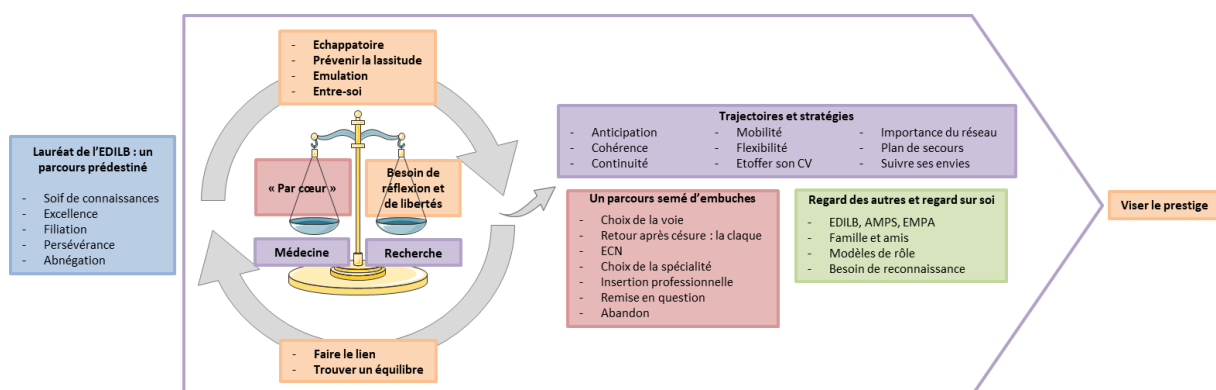 Lauréat de l'EDILB : un
parcours prédestiné
- Soif de connaissances
- Excellence
- Filiation
- Persévérance
- Abnégation
- Echappatoire
- Prévenir la lassitude
- Emulation
- Entre-soi
« Par cœur »
Besoin de
réflexion et
de libertés
Médecine
Recherche
- Faire le lien
- Trouver un équilibre
Trajectoires et stratégies
- Anticipation
- Cohérence
- Continuité
- Mobilité
- Flexibilité
- Etoffer son CV
- Importance du réseau
- Plan de secours
- Suivre ses envies
Un parcours semé d'embuches
- Choix de la voie
- Retour après césure : la claque
- ECN
- Choix de la spécialité
- Insertion professionnelle
- Remise en question
- Abandon
Regard des autres et regard sur soi
- EDILB, AMPS, EMPA
- Famille et amis
- Modèles de rôle
- Besoin de reconnaissance
Viser le prestige